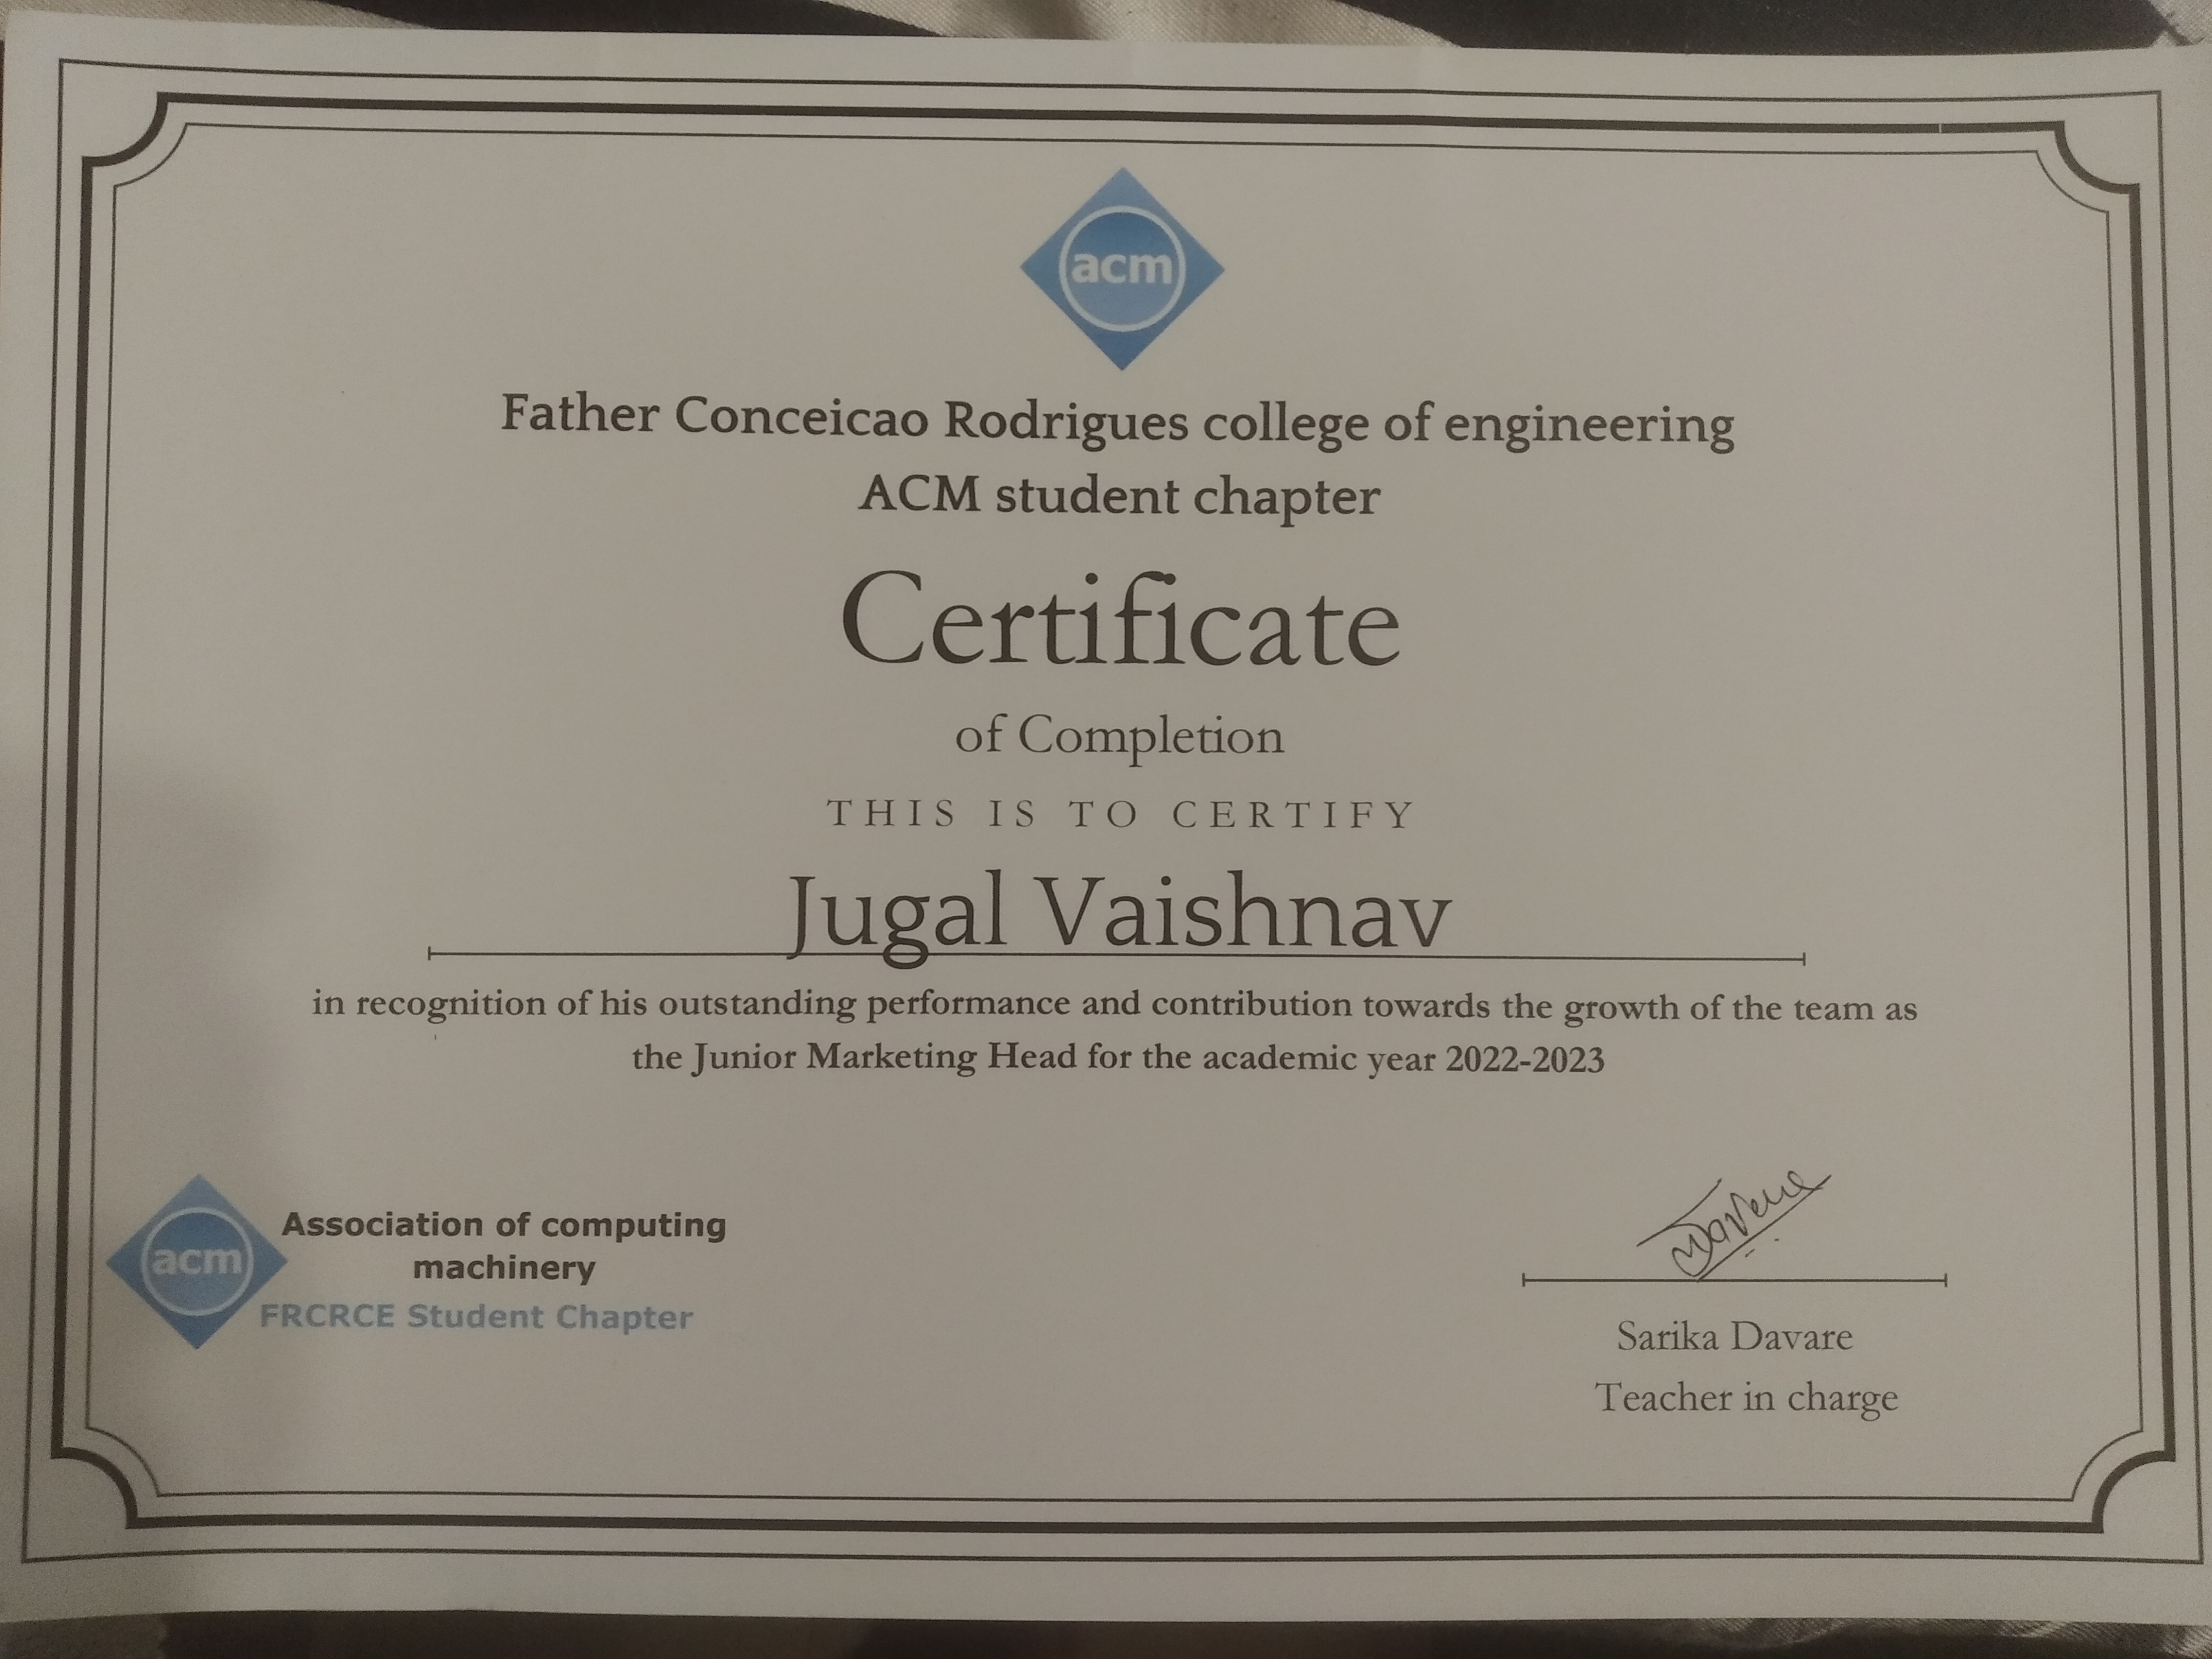 acm
Father Conceicao Rodrigues college of engineering
ACM student chapter
Certificate
of Completion
THIS IS TO CERTIFY
Jugal Vaishnav
in recognition of his outstanding performance and contribution towards the growth of the team as
the Junior Marketing Head for the academic year 2022-2023
acm
Association of computing
machinery
FRCRCE Student Chapter
Davare
Sarika Davare
Teacher in charge